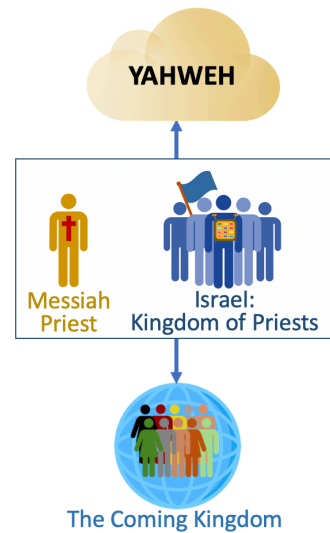 YAHWEH
Messiah
Priest
Israel:
Kingdom of Priests
The Coming Kingdom